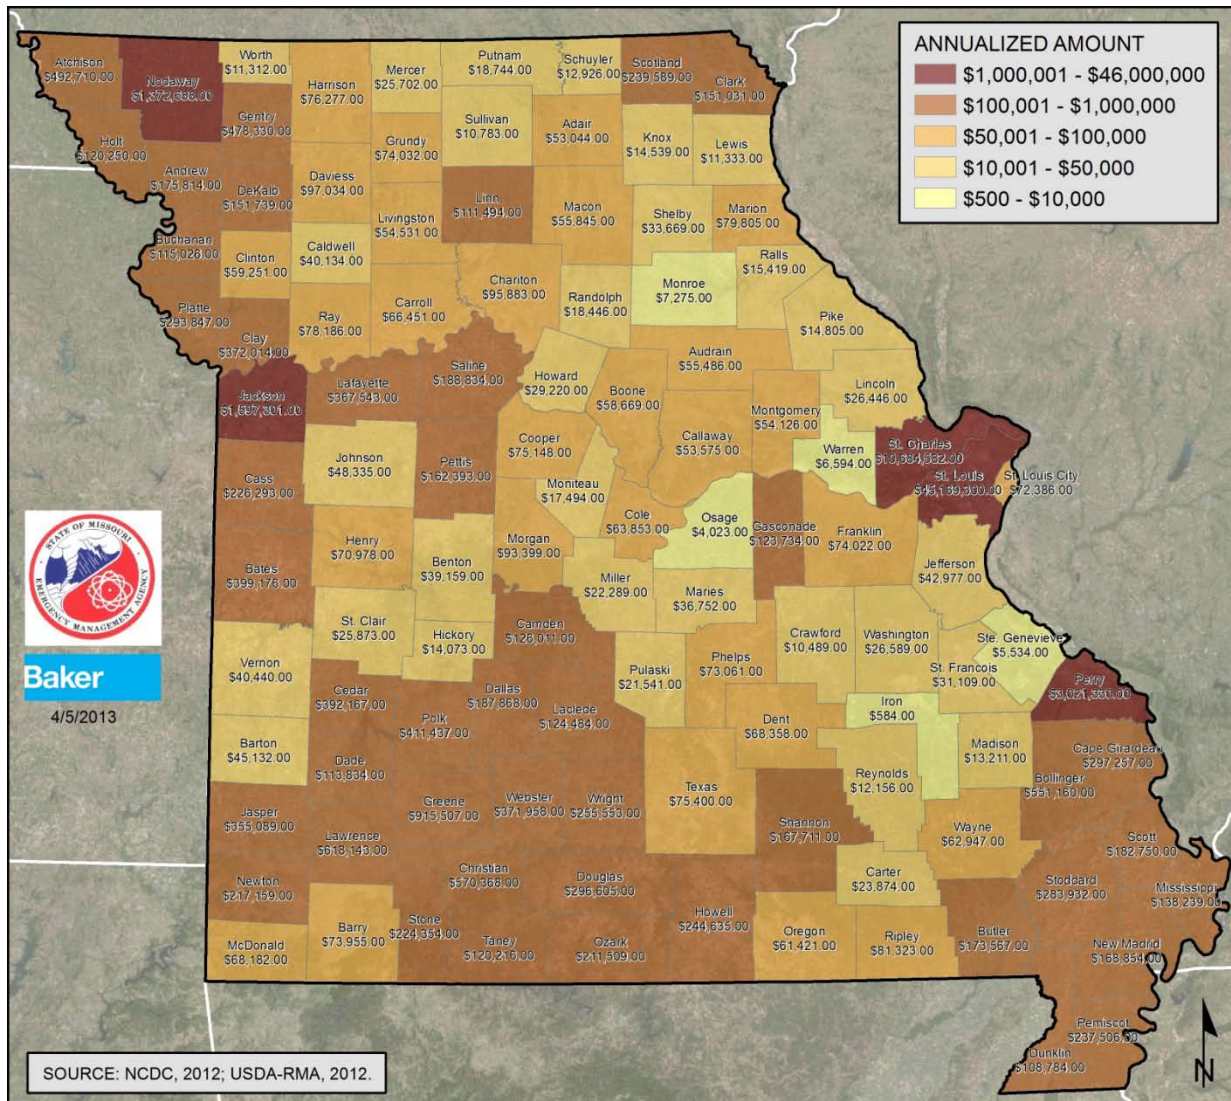 ANNUALIZED AMOUNT
$1,000,001 - $46,000,000
$100,001 - $1,000,000
$50,001 - $100,000
$10,001 - $50,000
$500 - $10,000
Atchison
$492,710.00
Nodaway
$1,372,688.00
Worth
$11,312.00
Harrison
$76,277.00
Mercer
$25,702.00
Putnam
$18,744.00
Schuyler
$12,926.00
Scotland
$239,589.00
Clark
$151,031.00
Gentry
$478,330.00
Sullivan
$10,783.00
Adair
$53,044.00
Knox
$14,539.00
Lewis
$11,333.00
Holt
$120,250.00
Andrew
$175,814.00
DeKalb
$151,739.00
Daviess
$97,034.00
Grundy
$74,032.00
Livingston
$54,531.00
Linn
$111,494.00
Macon
$55,845.00
Shelby
$33,669.00
Marion
$79,805.00
Buchanan
$115,026.00
Clinton
$59,251.00
Caldwell
$40,134.00
Ralls
$15,419.00
Monroe
$7,275.00
Chariton
$95,883.00
Randolph
$18,446.00
Platte
$293,847.00
Clay
$372,014.00
Ray
$78,186.00
Carroll
$66,451.00
Pike
$14,805.00
Saline
$188,834.00
Howard
$29,220.00
Boone
$58,669.00
Audrain
$55,486.00
Lincoln
$26,446.00
Jackson
Lafayette
$367,543.00
Montgomery
$54,126.00
Cooper
$75,148.00
Callaway
$53,575.00
Warren
$6,594.00
St. Charles
$10,684,582.00
St. Louis
$45,169,300.00
St. Louis City
$72,386.00
Johnson
$48,335.00
Pettis
$162,393.00
Cass
$226,293.00
Moniteau
$17,494.00
Cole
$63,853.00
Osage
$4,023.00
Gasconade
$123,734.00
Franklin
$74,022.00
Henry
$70,978.00
Morgan
$93,399.00
Benton
$39,159.00
Bates
$399,176.00
Miller
$22,289.00
Maries
$36,752.00
Jefferson
$42,977.00
St. Clair
$25,873.00
Hickory
$14,073.00
Camden
$126,011.00
Crawford
$10,489.00
Washington
$26,589.00
Ste. Genevieve
$5,534.00
Vernon
$40,440.00
Pulaski
$21,541.00
Phelps
$73,061.00
St. Francois
$31,109.00
Perry
$3,021,330.00
Cedar
$392,167.00
Dallas
$187,868.00
Laclede
$124,484.00
Polk
$411,437.00
Dent
$68,358.00
Iron
$584.00
Barton
$45,132.00
Dade
$113,834.00
Madison
$13,211.00
Cape Girardeau
$297,257.00
Bollinger
$551,160.00
Texas
$75,400.00
Reynolds
$12,156.00
Jasper
$355,089.00
Greene
$915,507.00
Webster
$371,958.00
Wright
$255,553.00
Shannon
$167,711.00
Wayne
$62,947.00
Scott
$182,750.00
Lawrence
$618,143.00
Newton
$217,159.00
Christian
$570,368.00
Douglas
$296,605.00
Carter
$23,874.00
Stoddard
$283,932.00
Mississippi
$138,239.00
Howell
$244,635.00
McDonald
$68,182.00
Barry
$73,955.00
Stone
$224,354.00
Taney
$120,216.00
Ozark
$211,509.00
Oregon
$61,421.00
Ripley
$81,323.00
Butler
$173,567.00
New Madrid
$168,854.00
Pemiscot
$237,506.00
Dunklin
$108,784.00
STATE OF MISSOURI
EMERGENCY MANAGEMENT AGENCY
Baker
4/5/2013
SOURCE: NCDC, 2012; USDA-RMA, 2012.
N